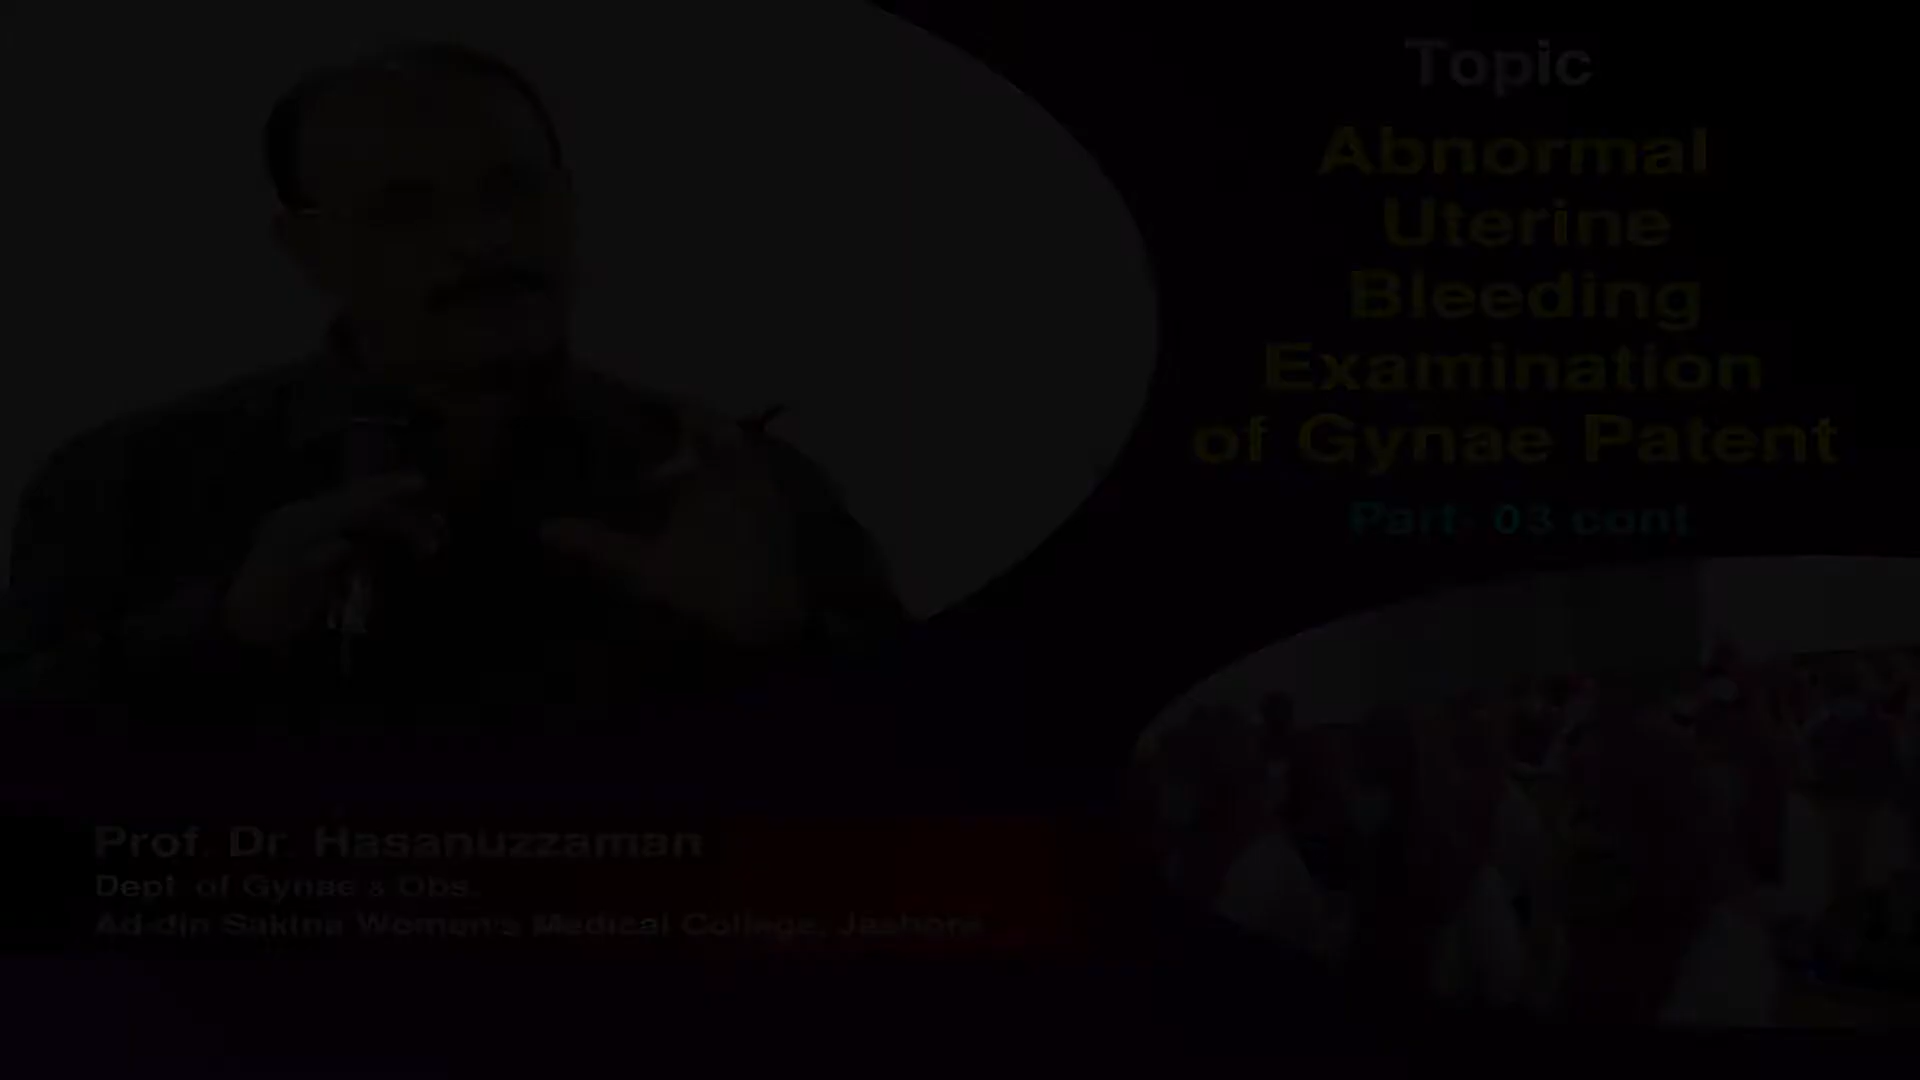 Topic
Abnormal
Uterine
Bleeding
Examination
of Gynae Patent
Part- 03 cont
Prof. Dr. Hasanuzzaman
Dept. of Gynae & Obs.
Ad-din Sakina Women's Medical College, Jashore